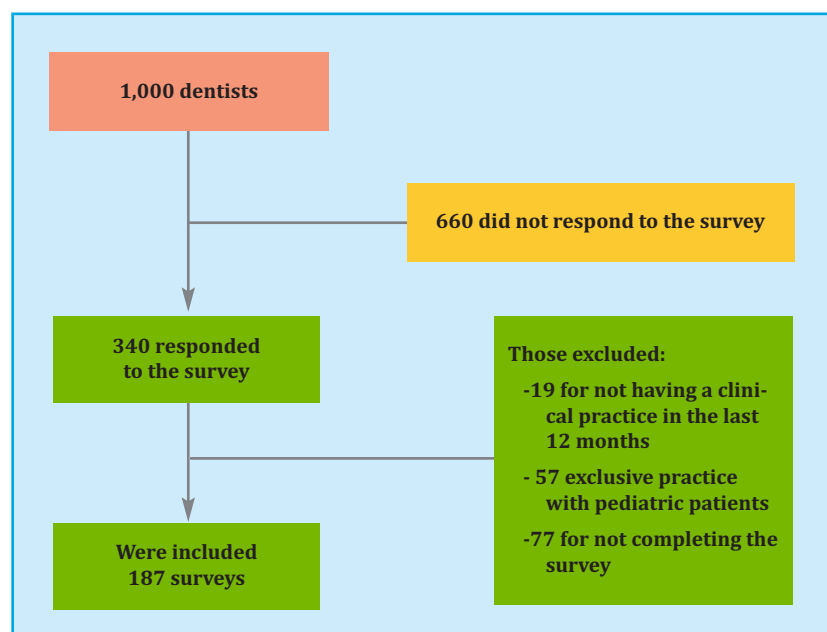 1,000 dentists
660 did not respond to the survey
340 responded
to the survey
Those excluded:
-19 for not having a clini-
cal practice in the last
12 months
- 57 exclusive practice
with pediatric patients
-77 for not completing the
survey
Were included
187 surveys